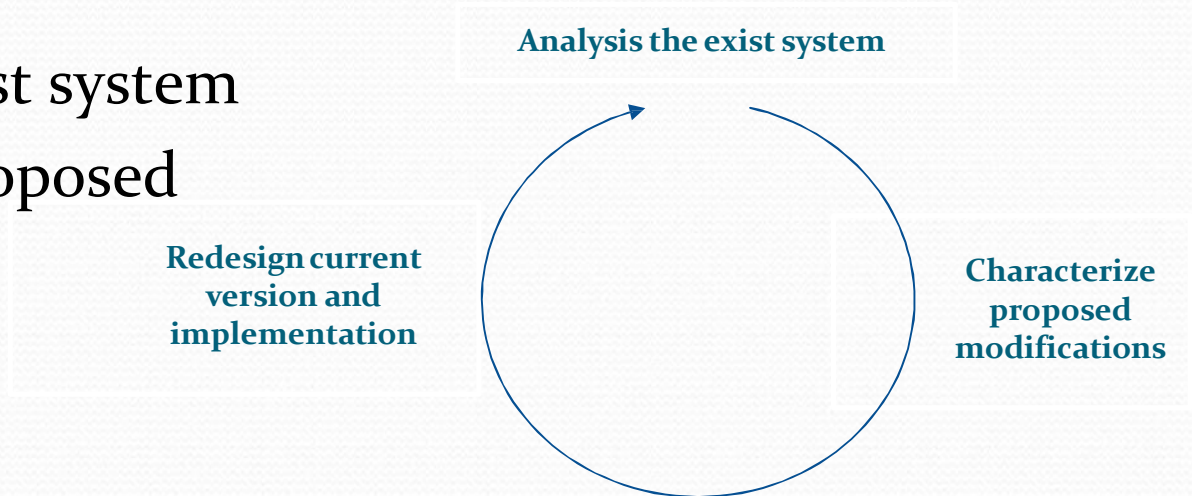 st system
oposed
Analysis the exist system
Redesign current
version and
implementation
Characterize
proposed
modifications